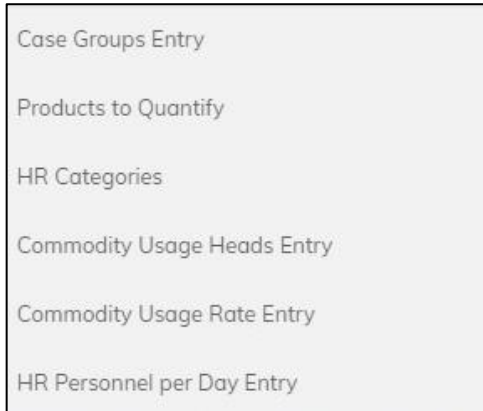 Case Groups Entry
Products to Quantify
HR Categories
Commodity Usage Heads Entry
Commodity Usage Rate Entry
HR Personnel per Day Entry